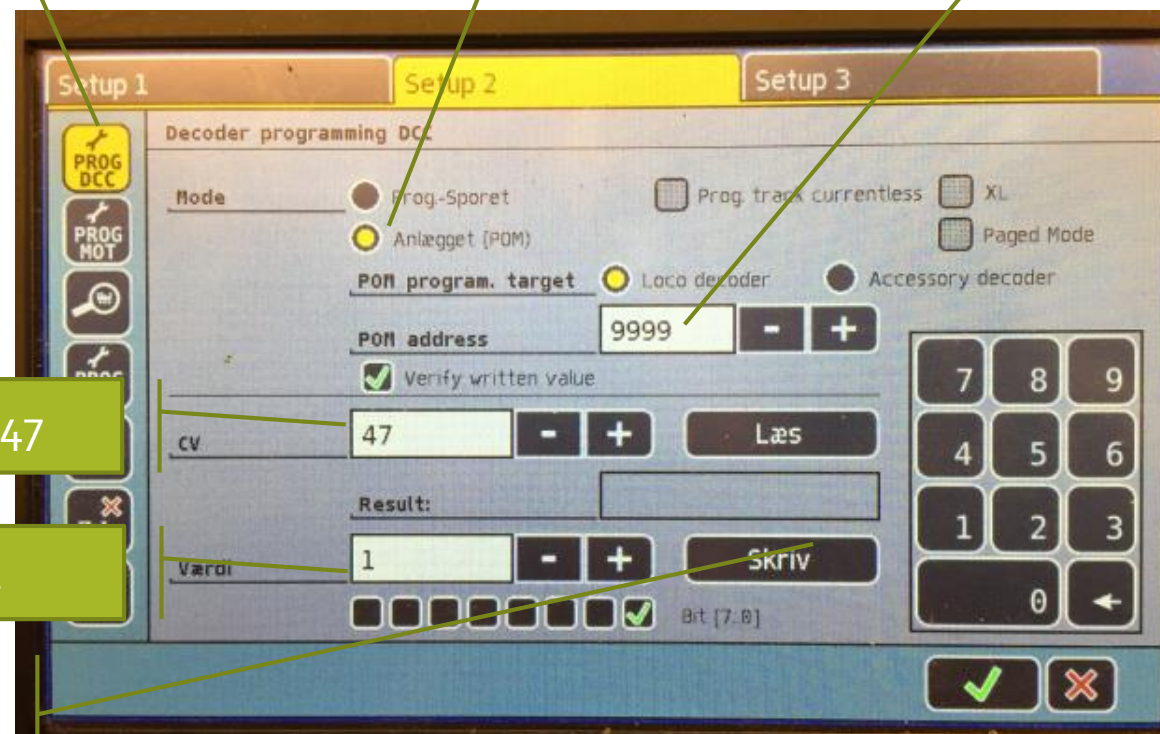 Setup 1 Setup 2 Setup 3
Decoder programming DCC
PROG
DCC
Mode Prog.-Sporet Prog. track currentless XL
PROG
MOT
Anlægget (POM) Paged Mode
POM program. target Loco decoder Accessory decoder
POM address 9999 - +
Verify written value
7 8 9
47
CV 47 - + Læs
4 5 6
Result:
1 2 3
Værdi 1 - + Skriv
0
Bit [7:0]